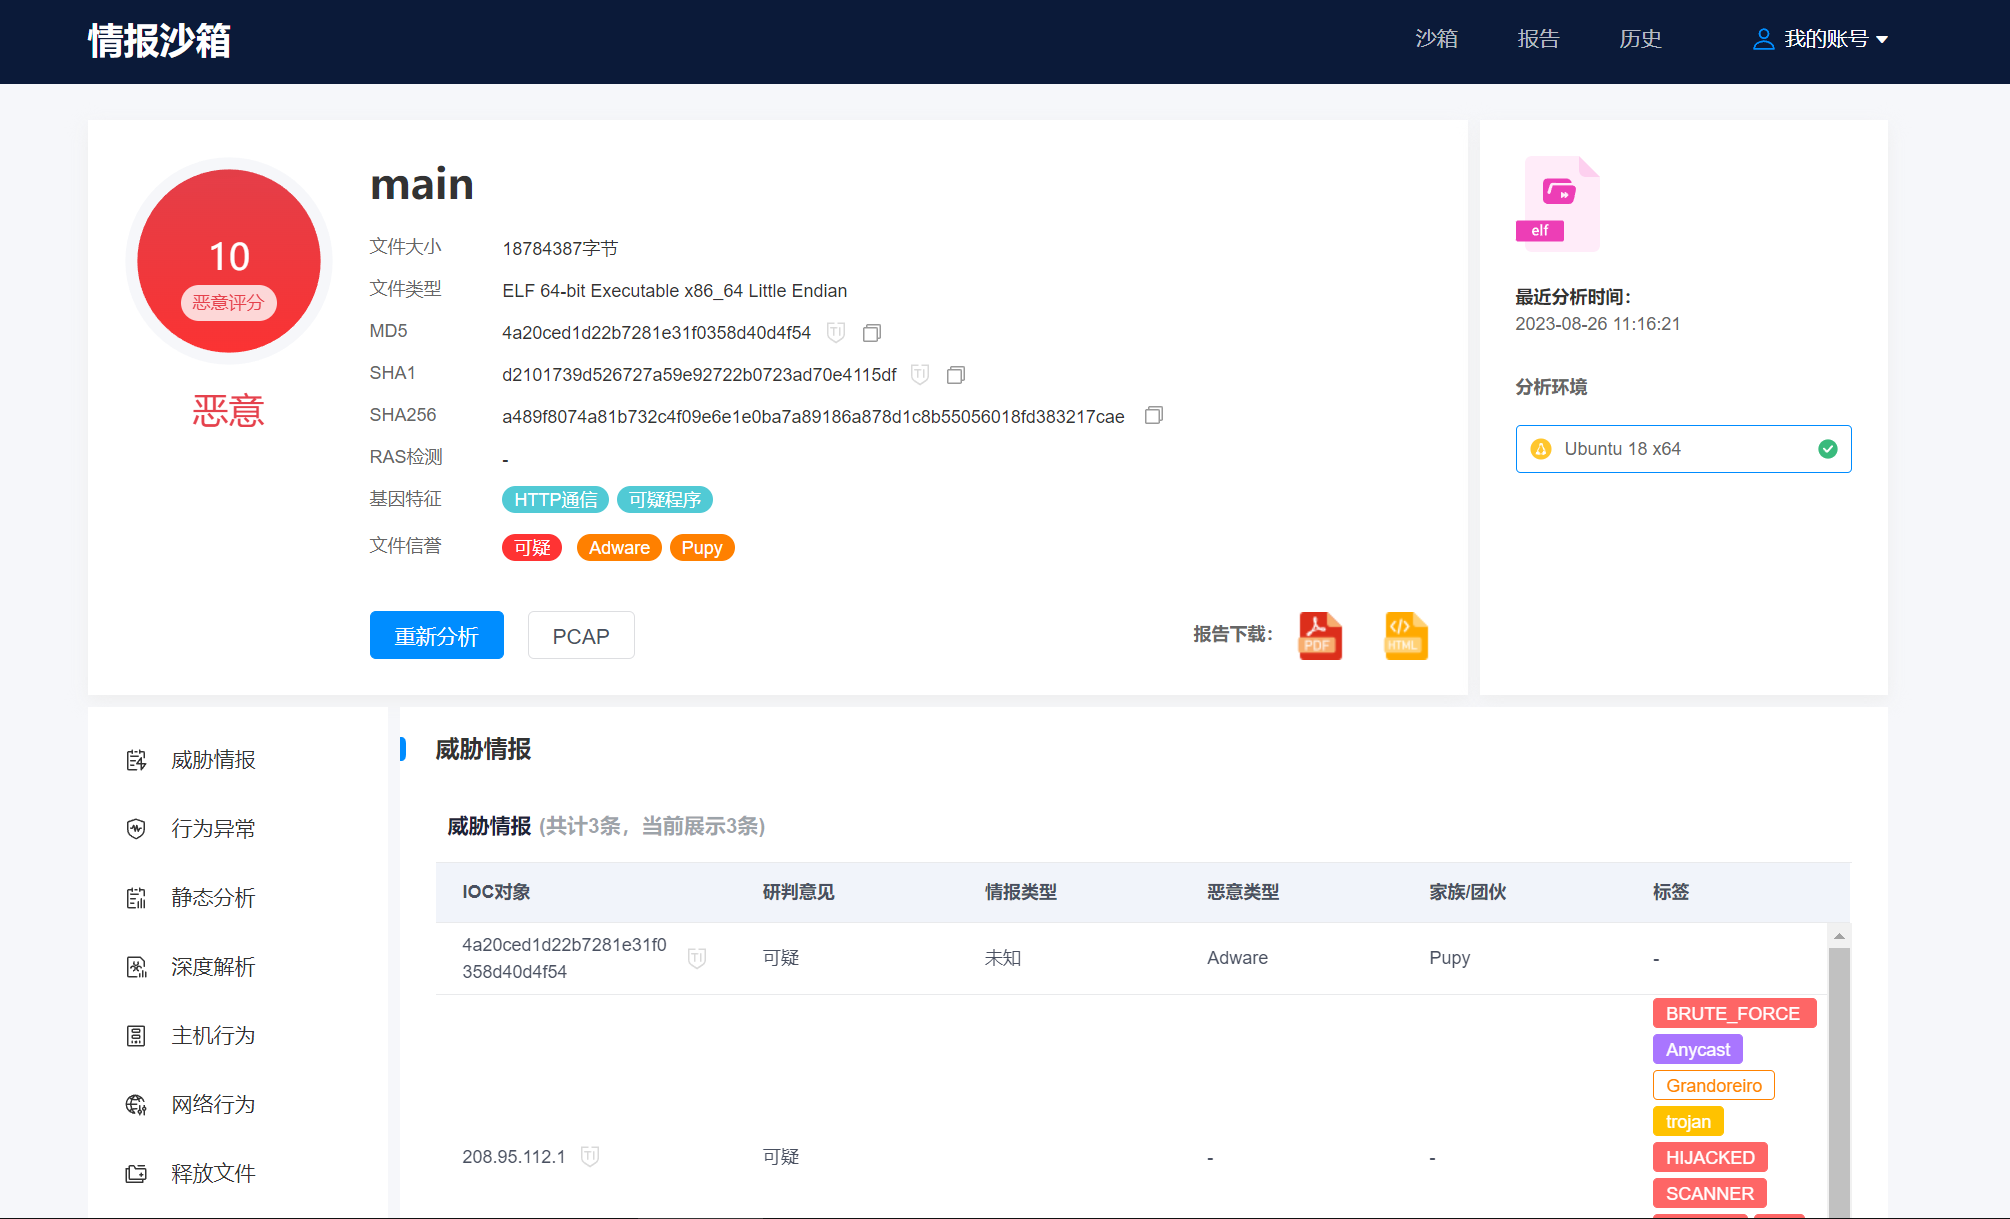 情报沙箱
沙箱 报告 历史 我的账号
10
恶意评分
恶意
main
文件大小 18784387字节
文件类型 ELF 64-bit Executable x86_64 Little Endian
MD5 4a20ced1d22b7281e31f0358d40d4f54
SHA1 d2101739d526727a59e92722b0723ad70e4115df
SHA256 a489f8074a81b732c4f09e6e1e0ba7a89186a878d1c8b55056018fd383217cae
RAS检测 -
基因特征 HTTP通信 可疑程序
文件信誉 可疑 Adware Pupy
重新分析 PCAP 报告下载： PDF HTML
elf
最近分析时间：
2023-08-26 11:16:21
分析环境
Ubuntu 18 x64
威胁情报
行为异常
静态分析
深度解析
主机行为
网络行为
释放文件
威胁情报
威胁情报 (共计3条，当前展示3条)
IOC对象 研判意见 情报类型 恶意类型 家族/团伙 标签
4a20ced1d22b7281e31f0
358d40d4f54 TI 可疑 未知 Adware Pupy -
208.95.112.1 TI 可疑 - -
BRUTE_FORCE
Anycast
Grandoreiro
trojan
HIJACKED
SCANNER